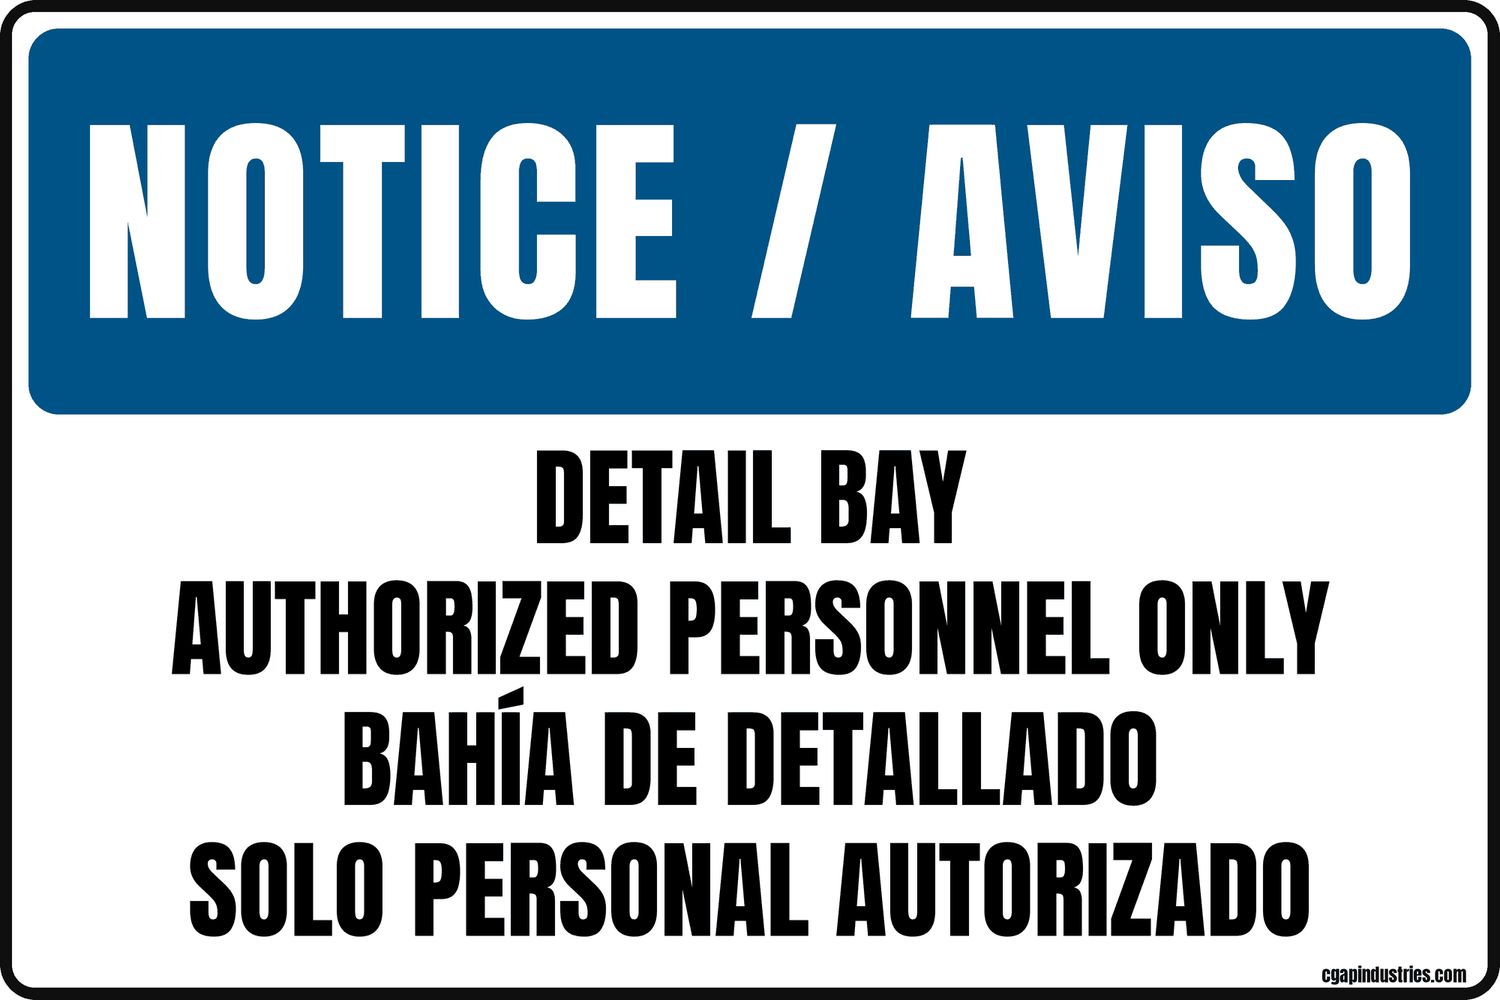 NOTICE / AVISO
DETAIL BAY
AUTHORIZED PERSONNEL ONLY
BAHÍA DE DETALLADO
SOLO PERSONAL AUTORIZADO
cgapindustries.com